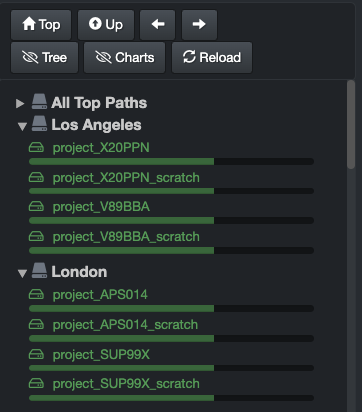 Top Up
Tree Charts Reload
All Top Paths
Los Angeles
project_X20PPN
project_X20PPN_scratch
project_V89BBA
project_V89BBA_scratch
London
project_APS014
project_APS014_scratch
project_SUP99X
project_SUP99X_scratch